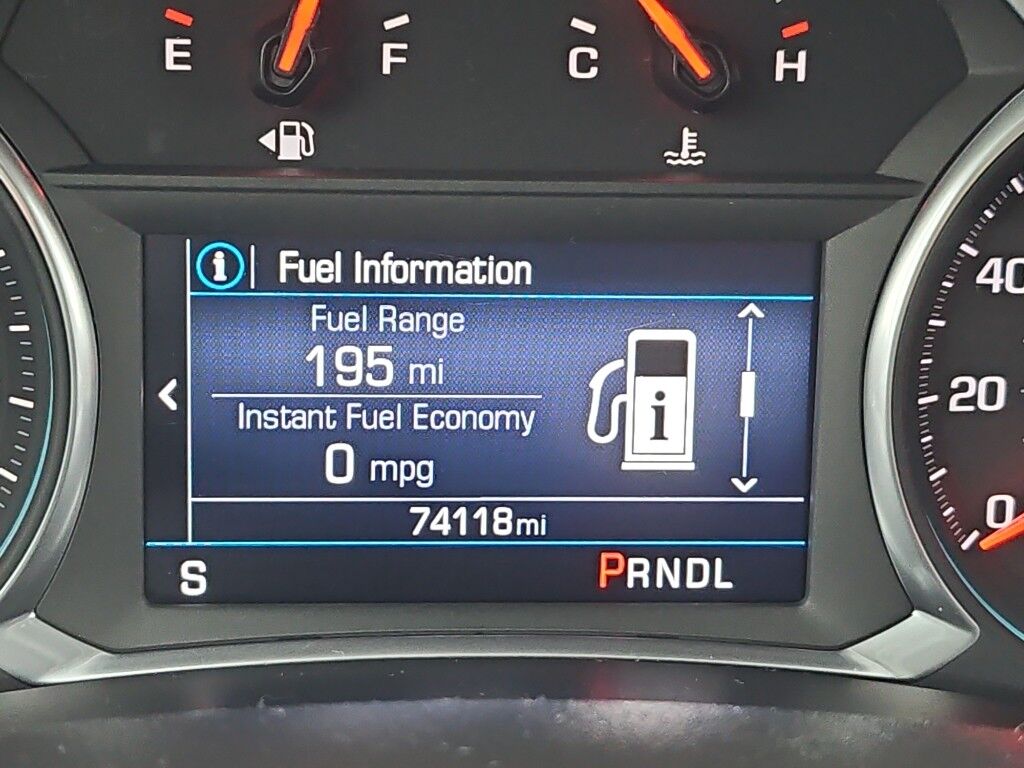 E F C H
i Fuel Information
Fuel Range
195 mi
Instant Fuel Economy
0 mpg
i
74118mi
S PRNDL
40
20
0